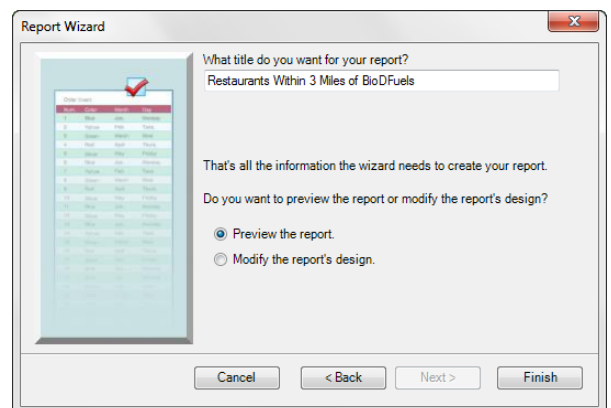 Report Wizard
What title do you want for your report?
Restaurants Within 3 Miles of BioDFuels
That's all the information the wizard needs to create your report.
Do you want to preview the report or modify the report's design?
Preview the report.
Modify the report's design.
Cancel
< Back
Next >
Finish